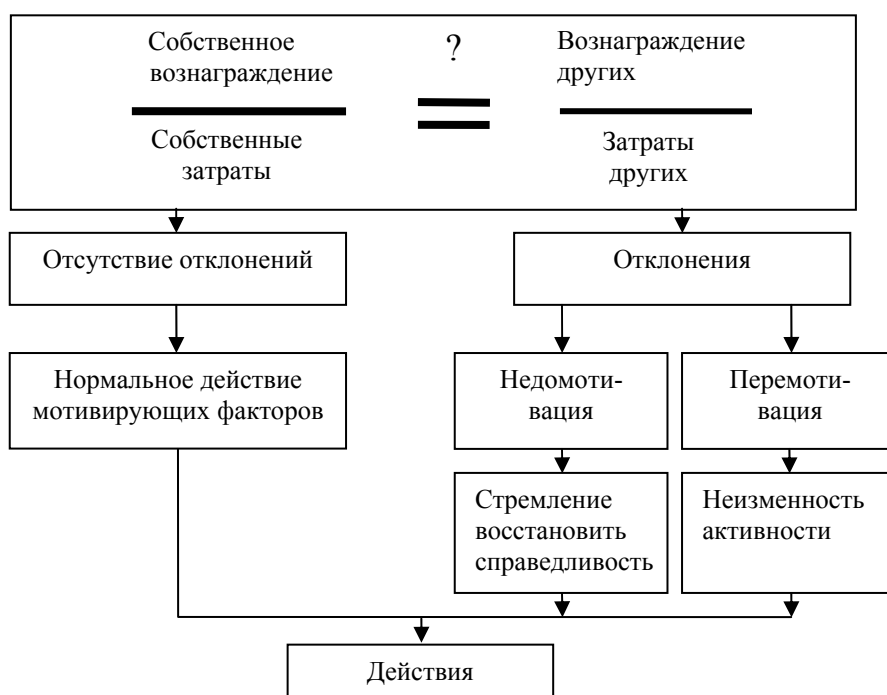 Собственное
вознаграждение
?
Вознаграждение
других
Собственные
затраты
Затраты
других
Отсутствие отклонений
Отклонения
Нормальное действие
мотивирующих факторов
Недомоти-
вация
Перемоти-
вация
Стремление
восстановить
справедливость
Неизменность
активности
Действия